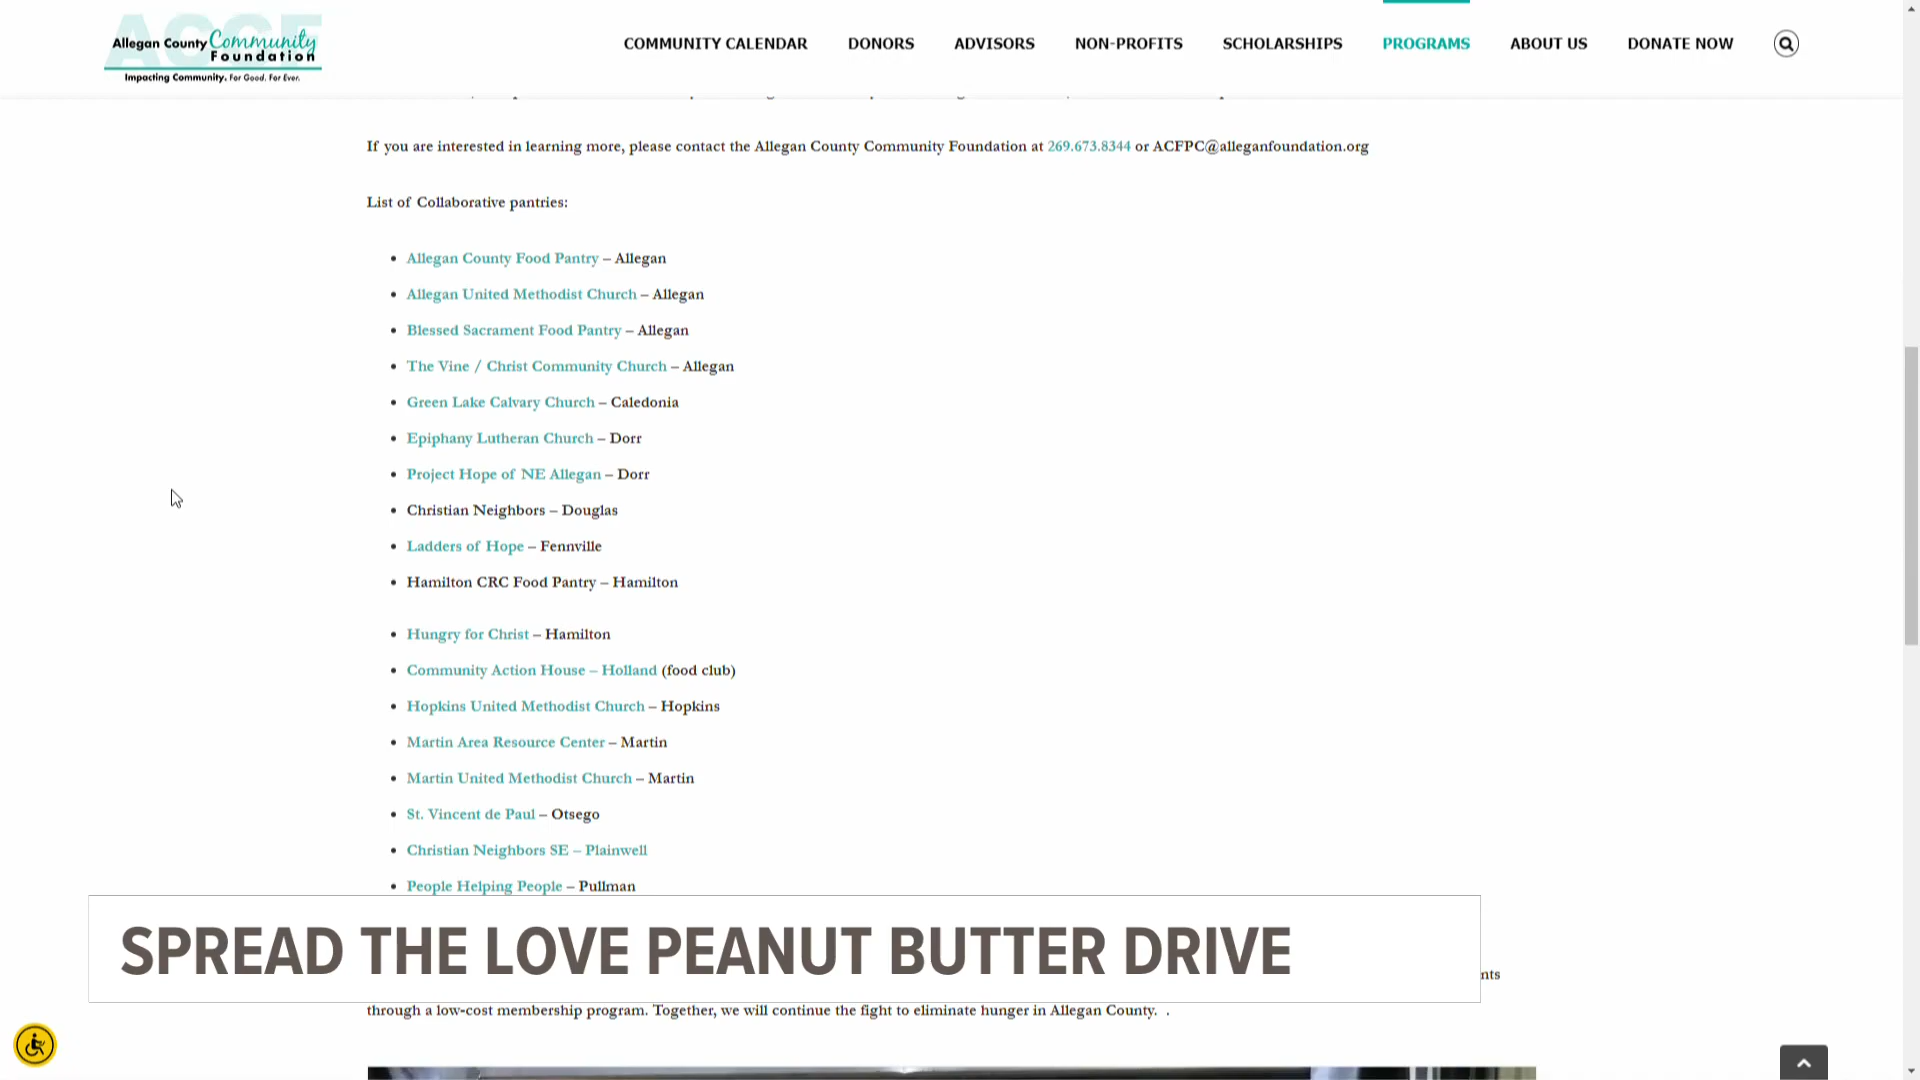 ACCF
Allegan County Community
Foundation
Impacting Community. For Good. For Ever.
COMMUNITY CALENDAR DONORS ADVISORS NON-PROFITS SCHOLARSHIPS PROGRAMS ABOUT US DONATE NOW
If you are interested in learning more, please contact the Allegan County Community Foundation at 269.673.8344 or ACFPC@alleganfoundation.org
List of Collaborative pantries:
• Allegan County Food Pantry – Allegan
• Allegan United Methodist Church – Allegan
• Blessed Sacrament Food Pantry – Allegan
• The Vine / Christ Community Church – Allegan
• Green Lake Calvary Church – Caledonia
• Epiphany Lutheran Church – Dorr
• Project Hope of NE Allegan – Dorr
• Christian Neighbors – Douglas
• Ladders of Hope – Fennville
• Hamilton CRC Food Pantry – Hamilton
• Hungry for Christ – Hamilton
• Community Action House – Holland (food club)
• Hopkins United Methodist Church – Hopkins
• Martin Area Resource Center – Martin
• Martin United Methodist Church – Martin
• St. Vincent de Paul – Otsego
• Christian Neighbors SE – Plainwell
• People Helping People – Pullman
SPREAD THE LOVE PEANUT BUTTER DRIVE
nts
through a low-cost membership program. Together, we will continue the fight to eliminate hunger in Allegan County. .